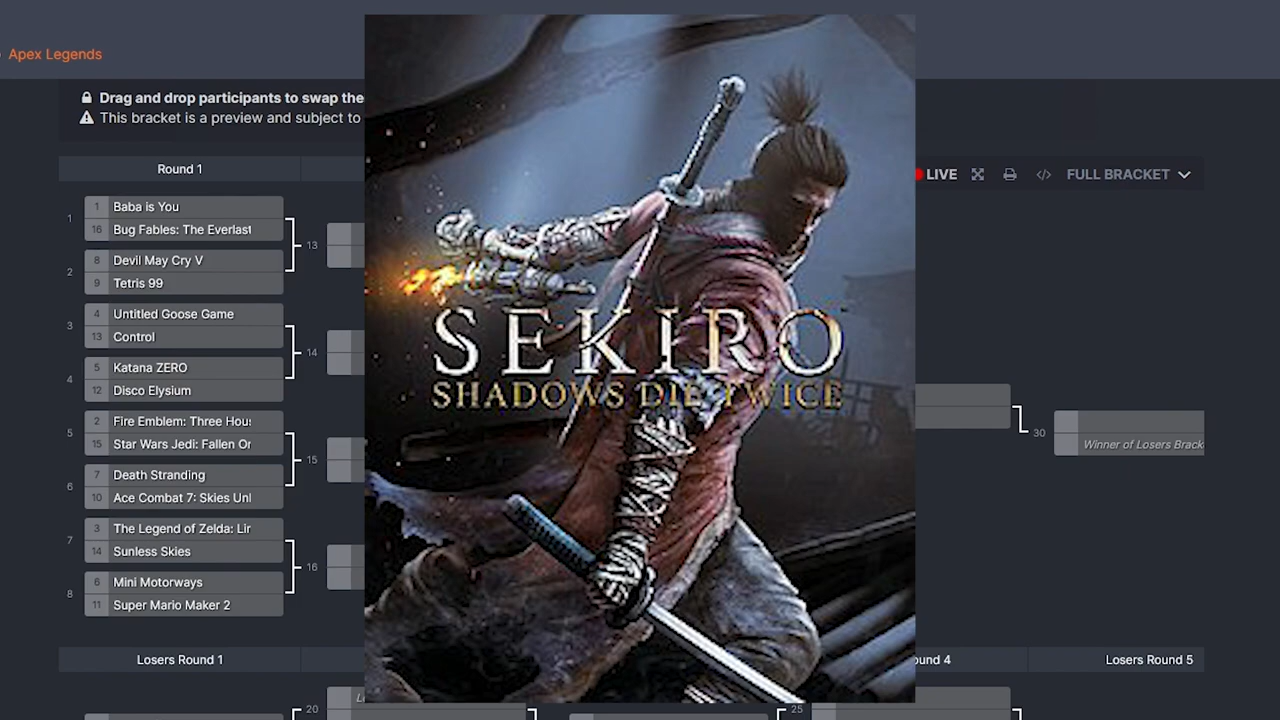 Apex Legends
Drag and drop participants to swap the
This bracket is a preview and subject to
Round 1
LIVE
FULL BRACKET
1
1 Baba is You
16 Bug Fables: The Everlast
13
2
8 Devil May Cry V
9 Tetris 99
3
4 Untitled Goose Game
13 Control
14
4
5 Katana ZERO
12 Disco Elysium
5
2 Fire Emblem: Three Hou
15 Star Wars Jedi: Fallen Or
15
6
7 Death Stranding
10 Ace Combat 7: Skies Unl
7
3 The Legend of Zelda: Lin
14 Sunless Skies
16
8
6 Mini Motorways
11 Super Mario Maker 2
SEKIRO
SHADOWS DIE TWICE
30
Winner of Losers Brack
Losers Round 1
ound 4
Losers Round 5
20
25